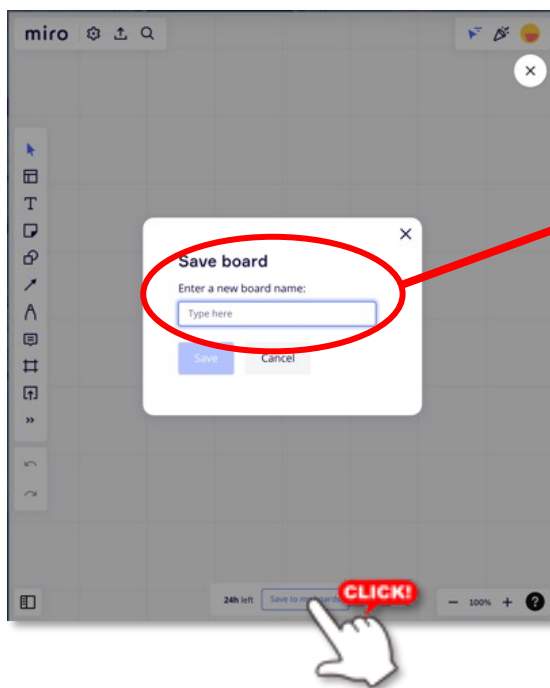 miro
Save board
Enter a new board name:
Type here
Save
Cancel
24h left
Save to my boards
CLICK!
100%